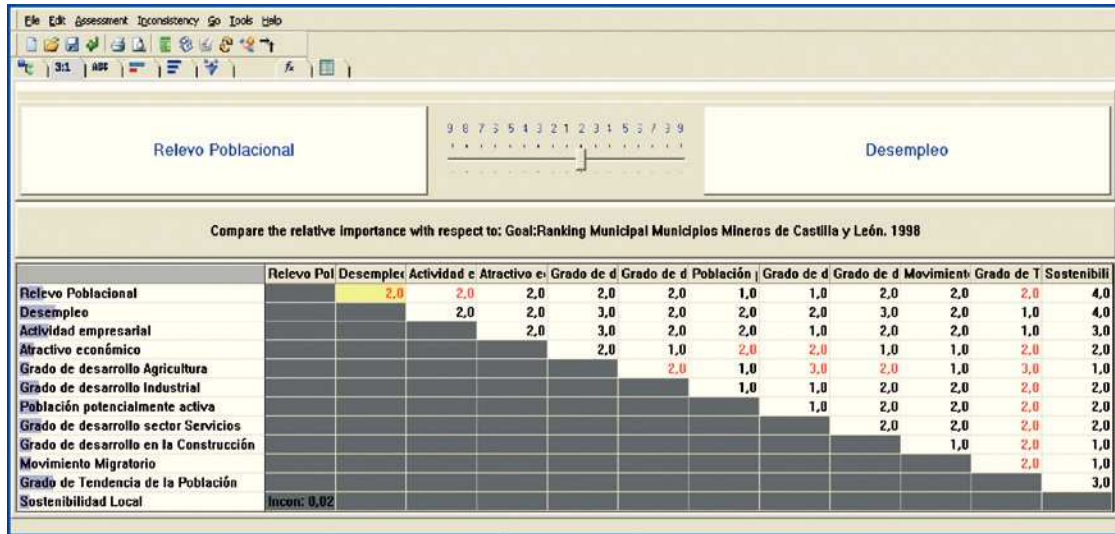 File Edit Assessment Inconsistency Go Tools Help
3:1 ABC
fx
Relevo Poblacional
9 8 7 6 5 4 3 2 1 2 3 4 5 6 7 8 9
Desempleo
Compare the relative importance with respect to: Goal:Ranking Municipal Municipios Mineros de Castilla y León. 1998
Relevo Pol Desemplec Actividad e Atractivo e Grado de d Grado de d Población Grado de d Grado de d Movimient Grado de T Sostenibili
Relevo Poblacional 2,0 2,0 2,0 2,0 2,0 1,0 1,0 2,0 2,0 2,0 4,0
Desempleo 2,0 2,0 3,0 2,0 2,0 2,0 3,0 2,0 1,0 4,0
Actividad empresarial 2,0 3,0 2,0 2,0 1,0 2,0 2,0 1,0 3,0
Atractivo económico 2,0 1,0 2,0 2,0 1,0 1,0 2,0 2,0
Grado de desarrollo Agricultura 2,0 1,0 3,0 2,0 1,0 3,0 1,0
Grado de desarrollo Industrial 1,0 1,0 2,0 2,0 2,0 2,0
Población potencialmente activa 1,0 2,0 2,0 2,0 2,0
Grado de desarrollo sector Servicios 2,0 2,0 2,0 2,0
Grado de desarrollo en la Construcción 1,0 2,0 1,0
Movimiento Migratorio 2,0 1,0
Grado de Tendencia de la Población 3,0
Sostenibilidad Local Incon: 0,02